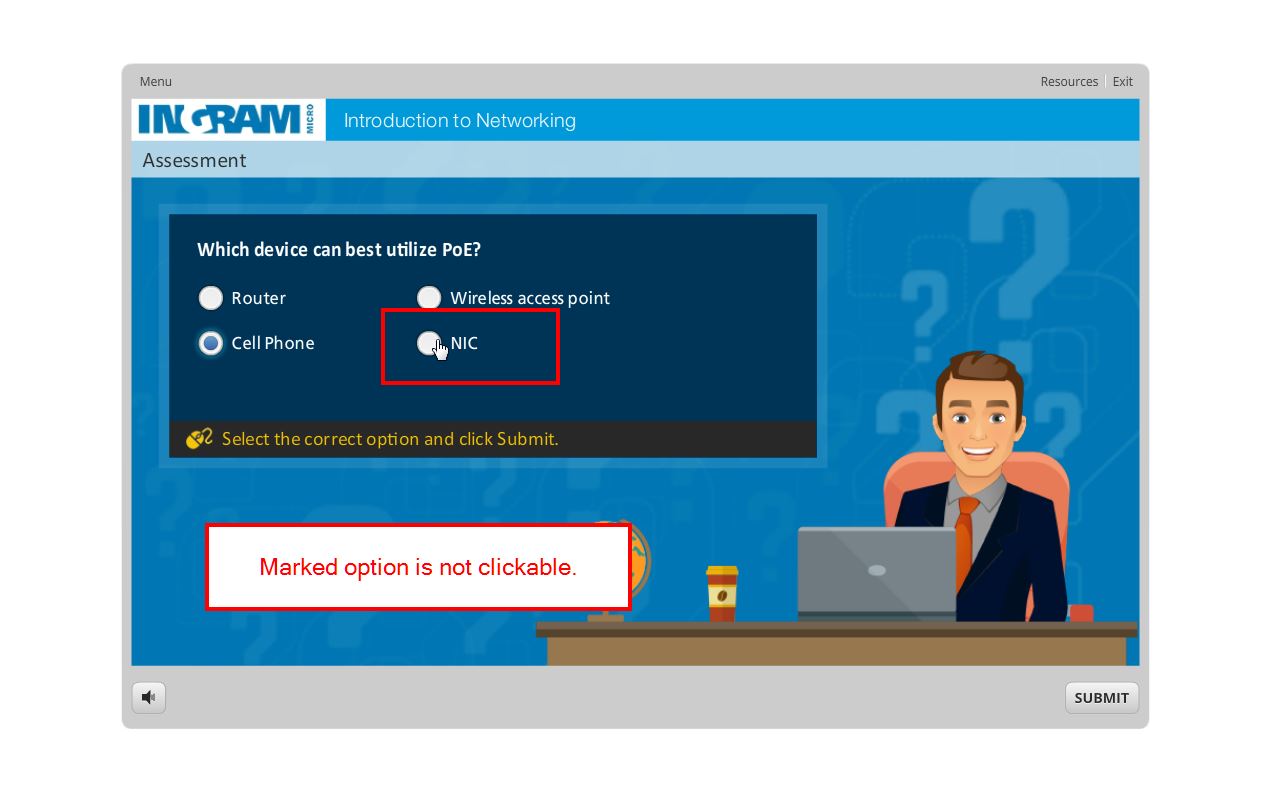 Menu
Resources
Exit
INGRAM MICRO
Introduction to Networking
Assessment
Which device can best utilize PoE?
Router
Wireless access point
Cell Phone
NIC
Select the correct option and click Submit.
Marked option is not clickable.
SUBMIT